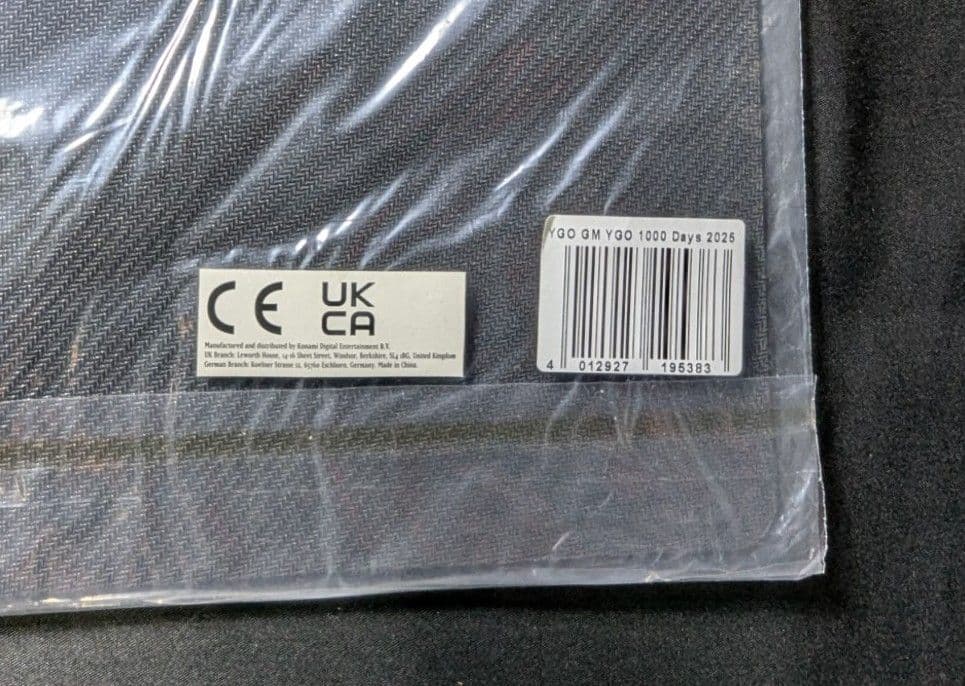 CE
UK
CA
Manufactured and distributed by Konami Digital Entertainment B.V.
UK Branch: Leworth House, 14-16 Sheet Street, Windsor, Berkshire, SL4 1BG, United Kingdom
German Branch: Koelner Strasse 12, 65760 Eschborn, Germany. Made in China.
YGO GM YGO 1000 Days 2025
4 012927 195383